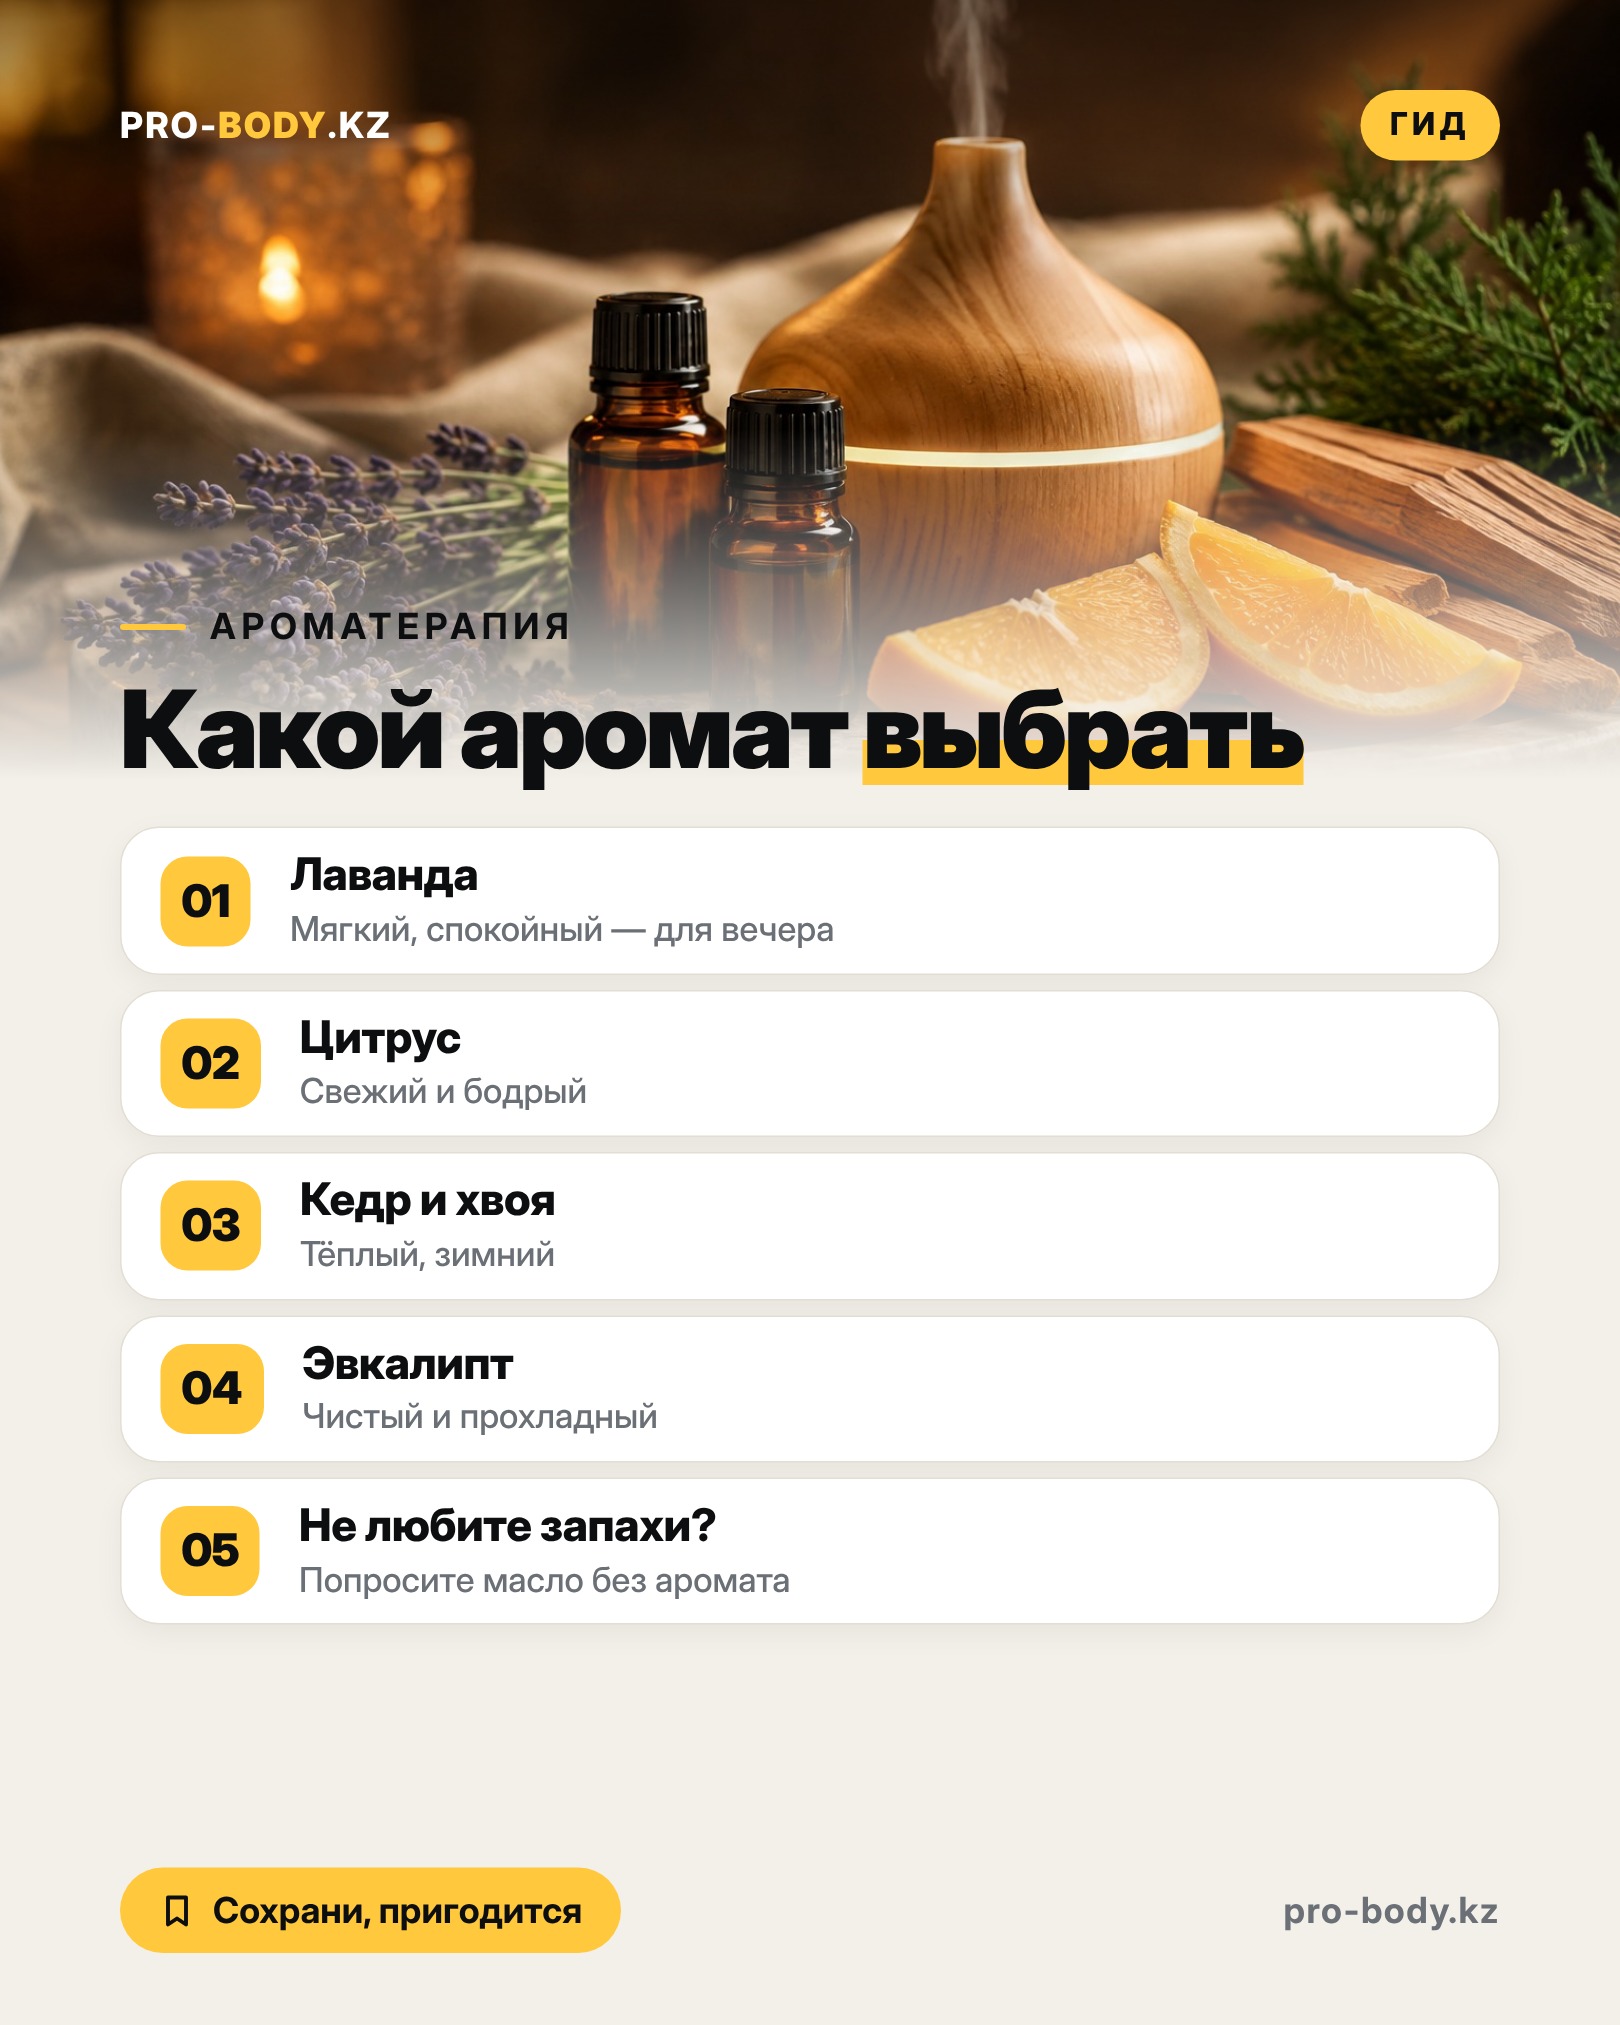 PRO-BODY.KZ
ГИД
АРОМАТЕРАПИЯ
Какой аромат выбрать
01
Лаванда
Мягкий, спокойный — для вечера
02
Цитрус
Свежий и бодрый
03
Кедр и хвоя
Тёплый, зимний
04
Эвкалипт
Чистый и прохладный
05
Не любите запахи?
Попросите масло без аромата
Сохрани, пригодится
pro-body.kz